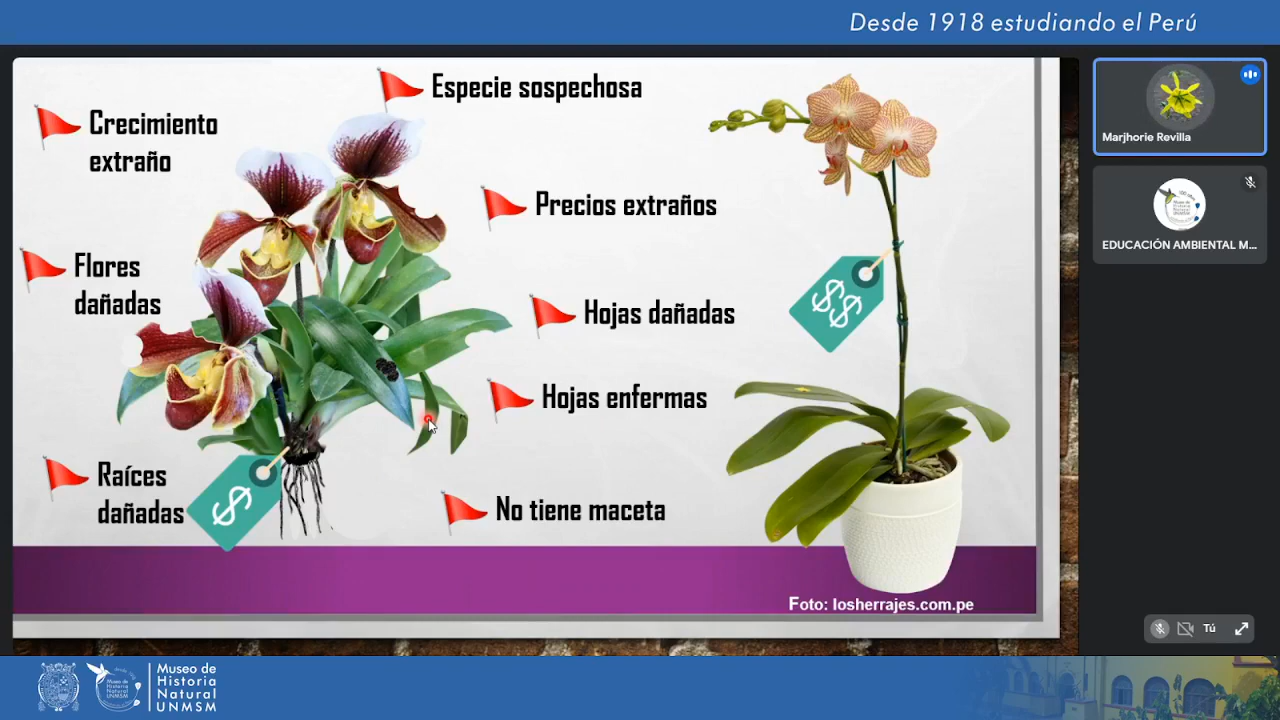 Desde 1918 estudiando el Perú
Especie sospechosa
Crecimiento
extraño
Precios extraños
Flores
dañadas
Hojas dañadas
Hojas enfermas
Raíces
dañadas
No tiene maceta
$
$$
Foto: losherrajes.com.pe
Marjhorie Revilla
EDUCACIÓN AMBIENTAL M...
Tú
Museo de
Historia
Natural
UNMSM